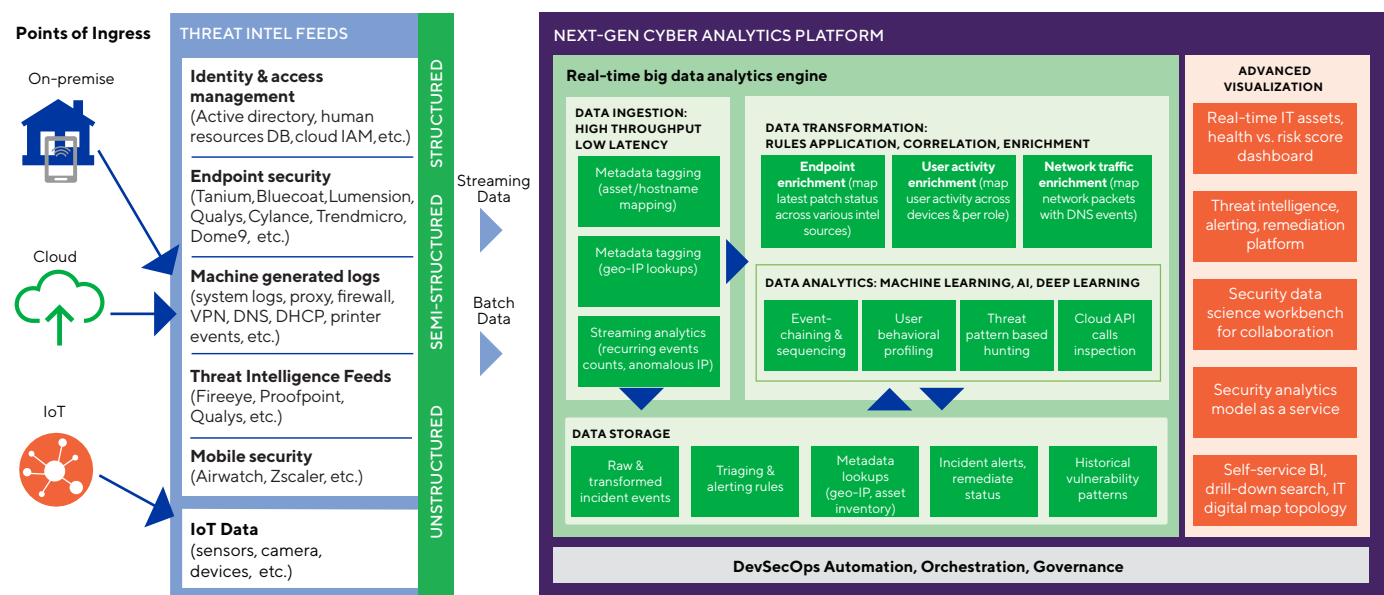 Points of Ingress
On-premise
Cloud
IoT
THREAT INTEL FEEDS
Identity & access
management
(Active directory, human
resources DB,cloud IAM,etc.)
Endpoint security
(Tanium,Bluecoat,Lumension,
Qualys,Cylance, Trendmicro,
Dome9, etc.)
Machine generated logs
(system logs, proxy, firewall,
VPN, DNS, DHCP, printer
events, etc.)
Threat Intelligence Feeds
(Fireeye, Proofpoint,
Qualys, etc.)
Mobile security
(Airwatch, Zscaler, etc.)
IoT Data
(sensors, camera,
devices, etc.)
STRUCTURED
SEMI-STRUCTURED
UNSTRUCTURED
Streaming
Data
Batch
Data
NEXT-GEN CYBER ANALYTICS PLATFORM
Real-time big data analytics engine
DATA INGESTION:
HIGH THROUGHPUT
LOW LATENCY
Metadata tagging
(asset/hostname
mapping)
Metadata tagging
(geo-IP lookups)
Streaming analytics
(recurring events
counts, anomalous IP)
DATA TRANSFORMATION:
RULES APPLICATION, CORRELATION, ENRICHMENT
Endpoint
enrichment (map
latest patch status
across various intel
sources)
User activity
enrichment (map
user activity across
devices & per role)
Network traffic
enrichment (map
network packets
with DNS events)
DATA ANALYTICS: MACHINE LEARNING, AI, DEEP LEARNING
Event-
chaining &
sequencing
User
behavioral
profiling
Threat
pattern based
hunting
Cloud API
calls
inspection
DATA STORAGE
Raw &
transformed
incident events
Triaging &
alerting rules
Metadata
lookups
(geo-IP, asset
inventory)
Incident alerts,
remediate
status
Historical
vulnerability
patterns
ADVANCED
VISUALIZATION
Real-time IT assets,
health vs. risk score
dashboard
Threat intelligence,
alerting, remediation
platform
Security data
science workbench
for collaboration
Security analytics
model as a service
Self-service BI,
drill-down search, IT
digital map topology
DevSecOps Automation, Orchestration, Governance